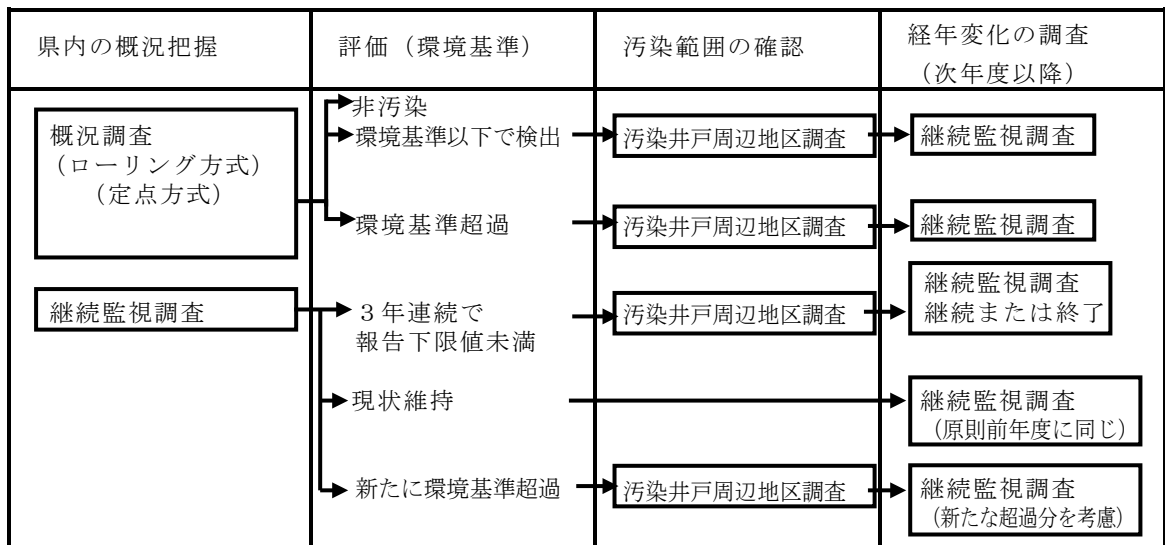 県内の概況把握
評価（環境基準）
汚染範囲の確認
経年変化の調査
（次年度以降）
概況調査
（ローリング方式）
（定点方式）
非汚染
環境基準以下で検出
汚染井戸周辺地区調査
継続監視調査
環境基準超過
汚染井戸周辺地区調査
継続監視調査
継続監視調査
３年連続で
報告下限値未満
汚染井戸周辺地区調査
継続監視調査
継続または終了
現状維持
継続監視調査
（原則前年度に同じ）
新たに環境基準超過
汚染井戸周辺地区調査
継続監視調査
（新たな超過分を考慮）